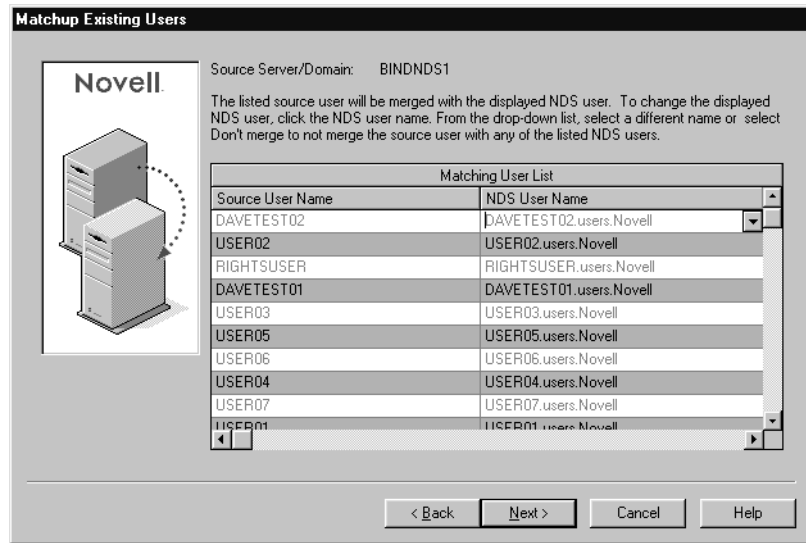 Matchup Existing Users
Novell.
Source Server/Domain: BINDNDS1
The listed source user will be merged with the displayed NDS user. To change the displayed
NDS user, click the NDS user name. From the drop-down list, select a different name or select
Don't merge to not merge the source user with any of the listed NDS users.
Matching User List
Source User Name NDS User Name
DAVETEST02 DAVETEST02.users.Novell
USER02 USER02.users.Novell
RIGHTSUSER RIGHTSUSER.users.Novell
DAVETEST01 DAVETEST01.users.Novell
USER03 USER03.users.Novell
USER05 USER05.users.Novell
USER06 USER06.users.Novell
USER04 USER04.users.Novell
USER07 USER07.users.Novell
USER01 USER01.users.Novell
< Back Next > Cancel Help